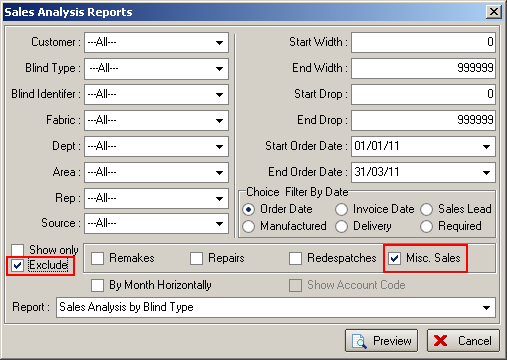 Sales Analysis Reports
Customer : ---All---
Blind Type : ---All---
Blind Identifer : ---All---
Fabric : ---All---
Dept : ---All---
Area : ---All---
Rep : ---All---
Source : ---All---
Start Width : 0
End Width : 999999
Start Drop : 0
End Drop : 999999
Start Order Date : 01/01/11
End Order Date : 31/03/11
Choice Filter By Date
Order Date Invoice Date Sales Lead
Manufactured Delivery Required
Show only
Exclude
Remakes Repairs Redespatches Misc. Sales
By Month Horizontally Show Account Code
Report : Sales Analysis by Blind Type
Preview Cancel